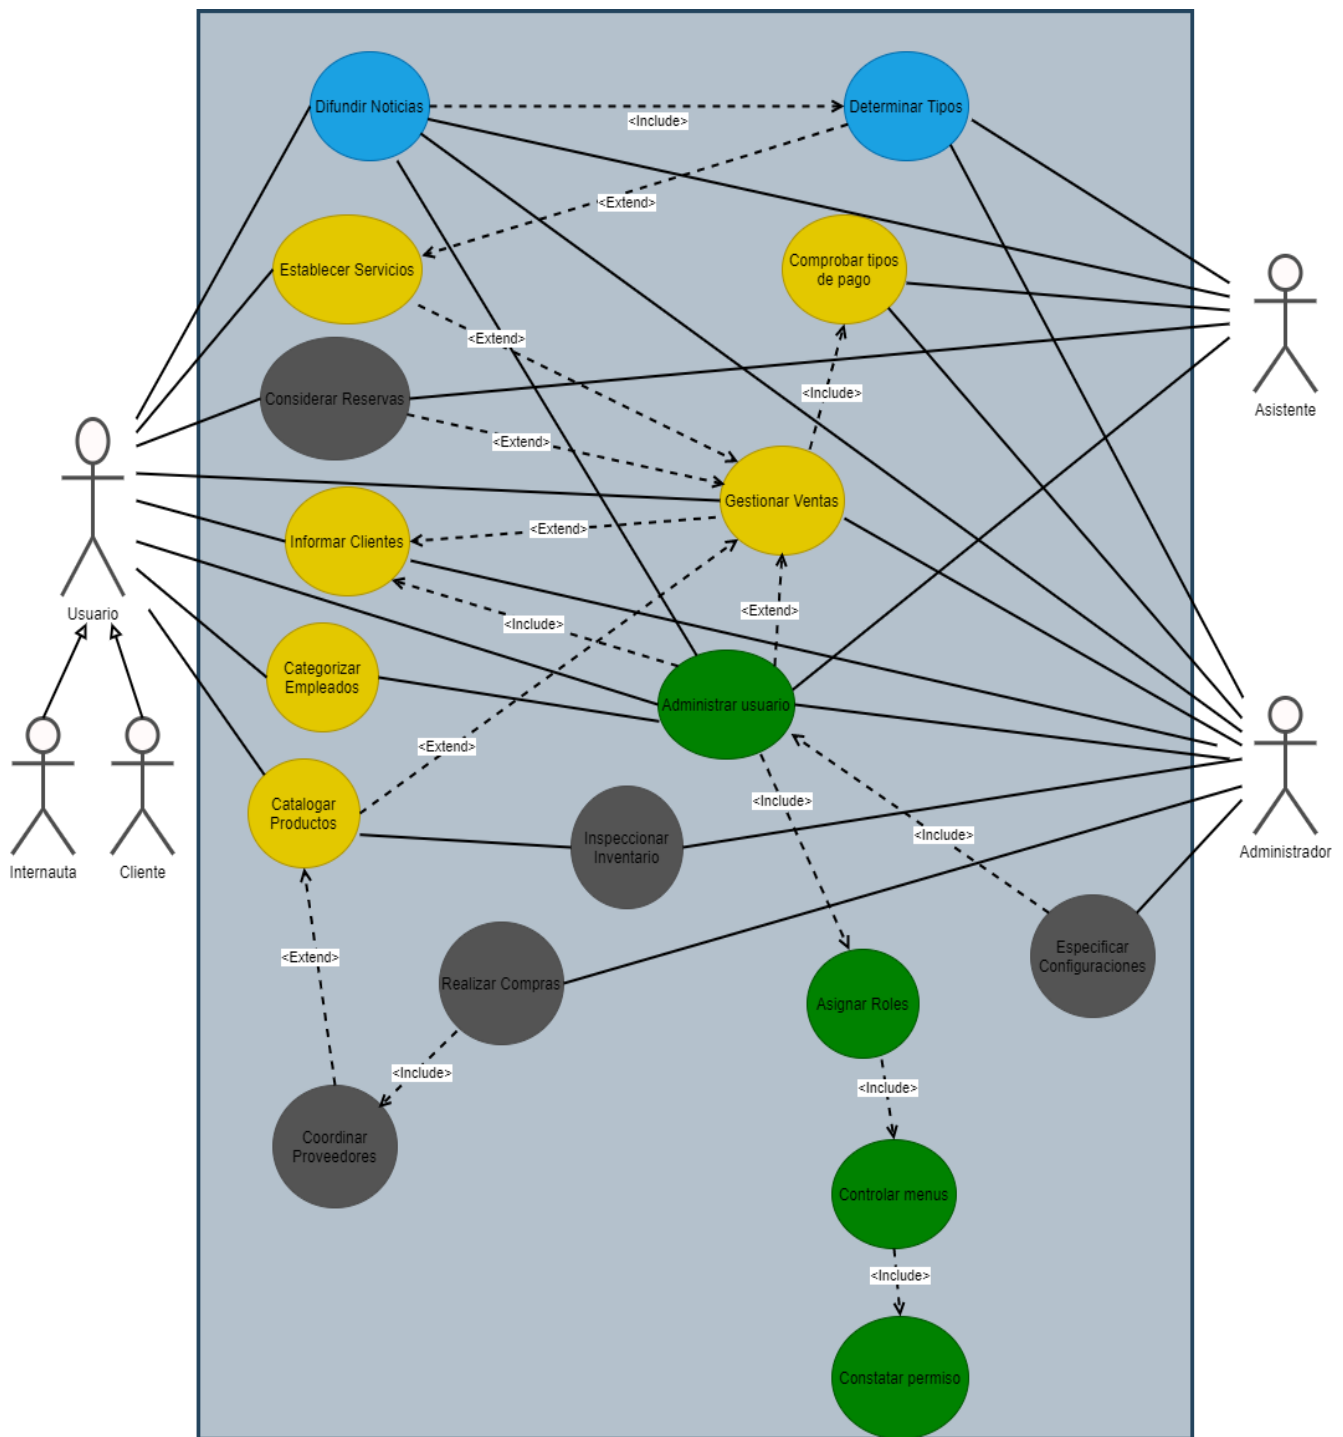 Difundir Noticias
<Include>
Determinar Tipos
<Extend>
Establecer Servicios
Comprobar tipos
de pago
<Extend>
Considerar Reservas
<Include>
Asistente
<Extend>
Gestionar Ventas
Informar Clientes
<Extend>
Usuario
<Include>
<Extend>
Categorizar
Empleados
Administrar usuario
<Extend>
Catalogar
Productos
<Include>
Inspeccionar
Inventario
<Include>
Administrador
Internauta
Cliente
<Extend>
Realizar Compras
Especificar
Configuraciones
Asignar Roles
<Include>
<Include>
Coordinar
Proveedores
Controlar menus
<Include>
Constatar permiso